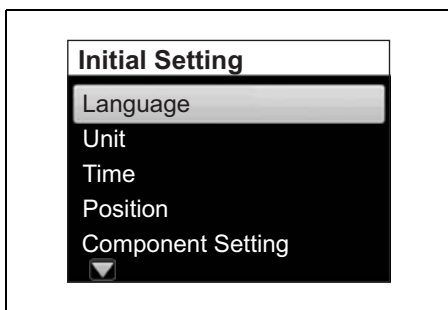 Initial Setting
Language
Unit
Time
Position
Component Setting